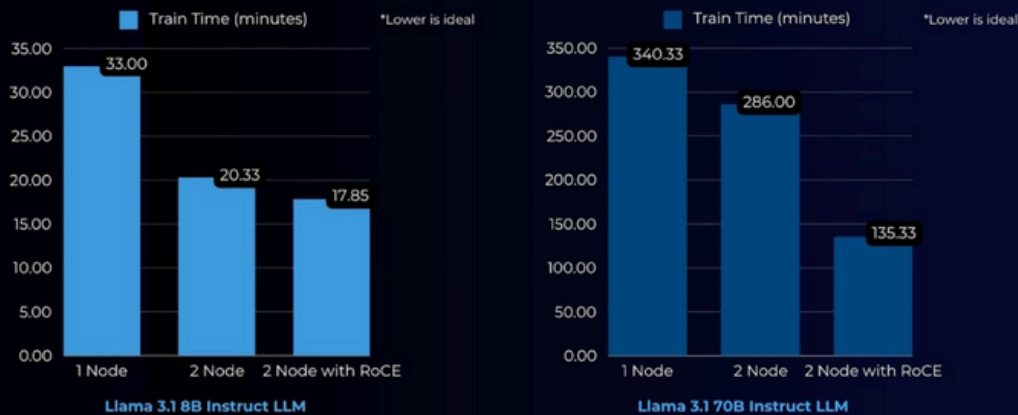 Train Time (minutes)
*Lower is ideal
35.00
33.00
30.00
25.00
20.00
20.33
17.85
15.00
10.00
5.00
0.00
1 Node
2 Node
2 Node with RoCE
Llama 3.1 8B Instruct LLM
Train Time (minutes)
*Lower is ideal
350.00
340.33
300.00
286.00
250.00
200.00
150.00
135.33
100.00
50.00
0.00
1 Node
2 Node
2 Node with RoCE
Llama 3.1 70B Instruct LLM